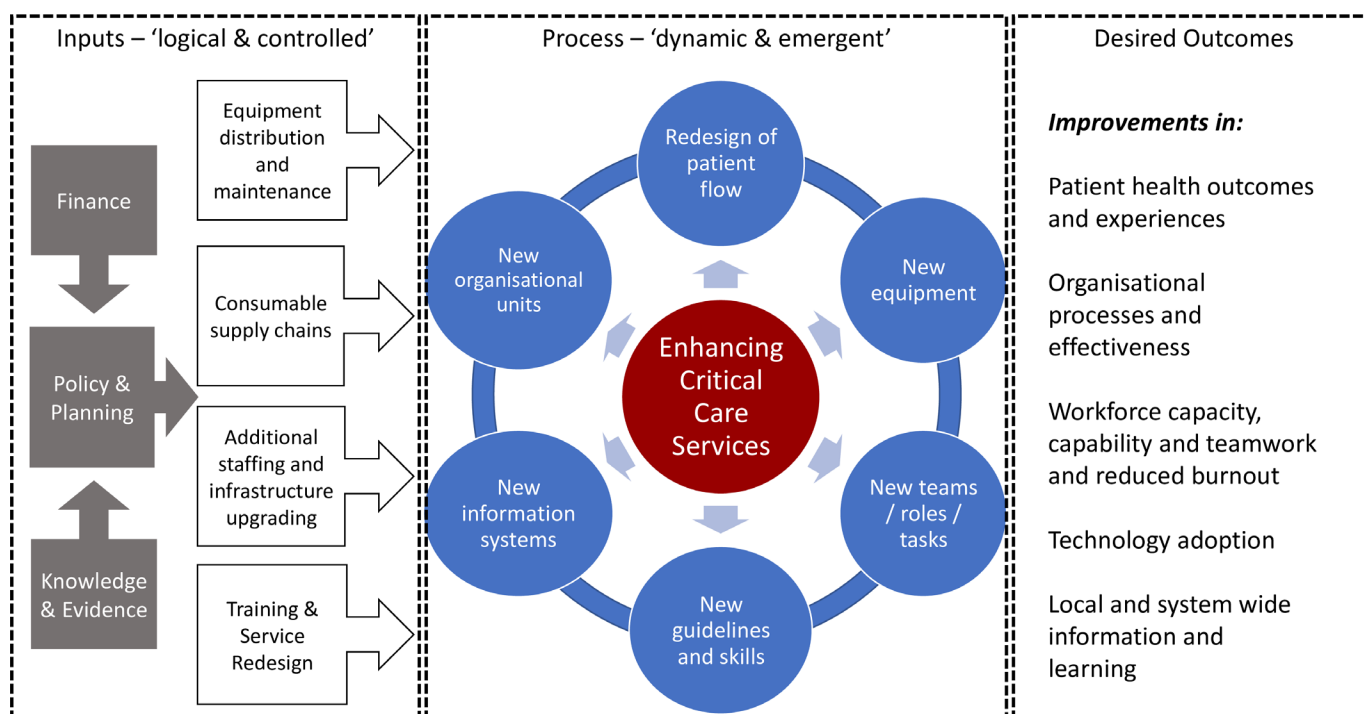 Inputs – ‘logical & controlled’
Finance
Policy &
Planning
Knowledge
& Evidence
Equipment
distribution
and
maintenance
Consumable
supply chains
Additional
staffing and
infrastructure
upgrading
Training &
Service
Redesign
Process – ‘dynamic & emergent’
Redesign of
patient
flow
New
equipment
New teams
/ roles /
tasks
New
guidelines
and skills
New
information
systems
New
organisational
units
Enhancing
Critical
Care
Services
Desired Outcomes
Improvements in:
Patient health outcomes
and experiences
Organisational
processes and
effectiveness
Workforce capacity,
capability and teamwork
and reduced burnout
Technology adoption
Local and system wide
information and
learning